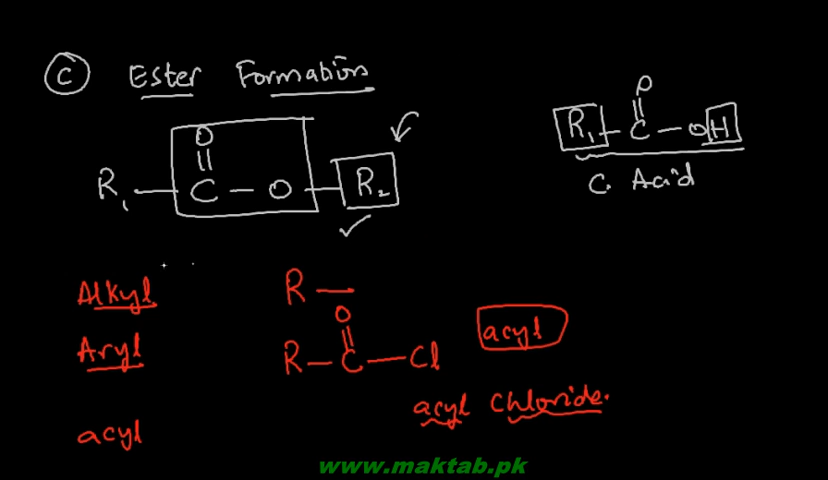 C Ester Formation
O
R₁ — C — O — R₂
O
R₁ — C — OH
C. Acid
Alkyl
R —
Aryl
O
R — C — Cl
acyl
acyl Chloride.
acyl
www.maktab.pk